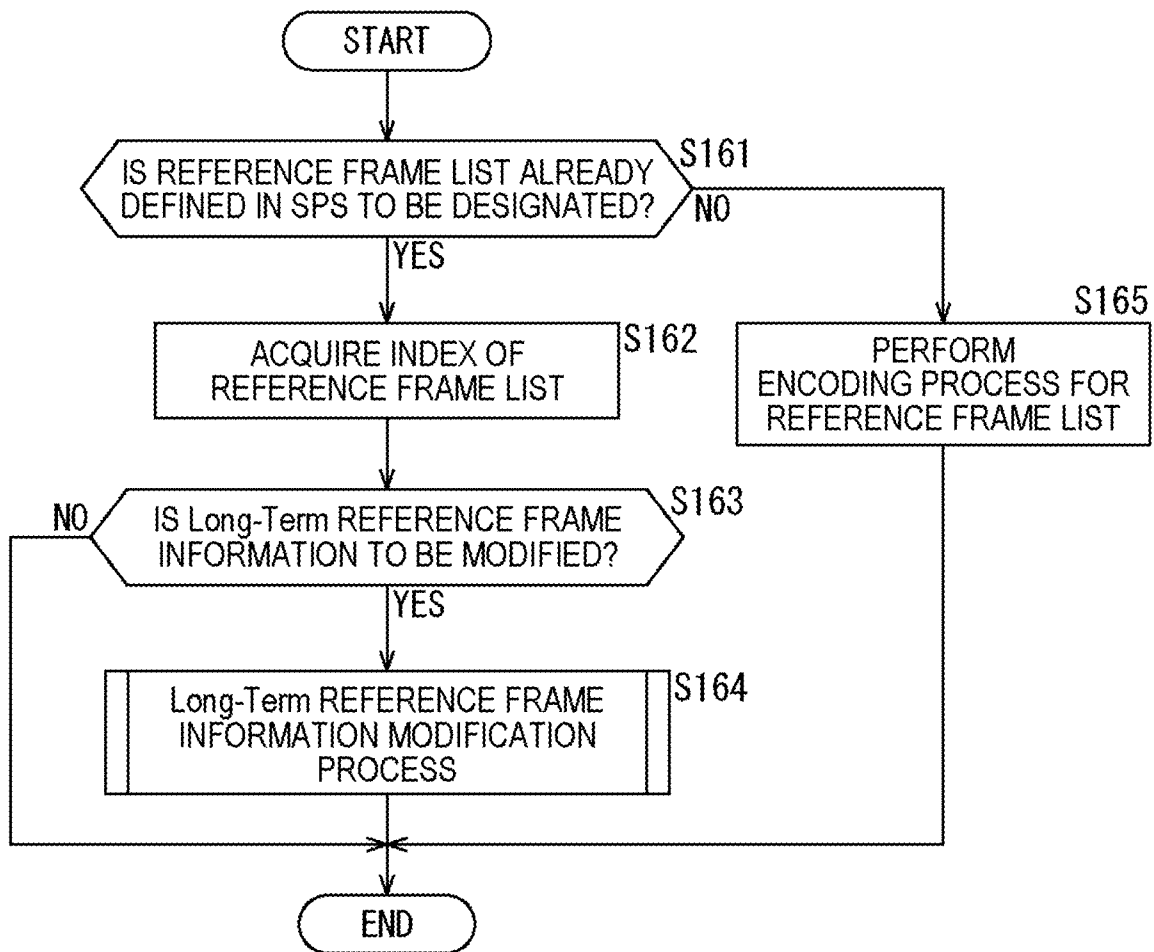 START
IS REFERENCE FRAME LIST ALREADY
DEFINED IN SPS TO BE DESIGNATED?
S161
NO
YES
ACQUIRE INDEX OF
REFERENCE FRAME LIST
S162
S165
PERFORM
ENCODING PROCESS FOR
REFERENCE FRAME LIST
NO
IS Long-Term REFERENCE FRAME
INFORMATION TO BE MODIFIED?
S163
YES
Long-Term REFERENCE FRAME
INFORMATION MODIFICATION
PROCESS
S164
END